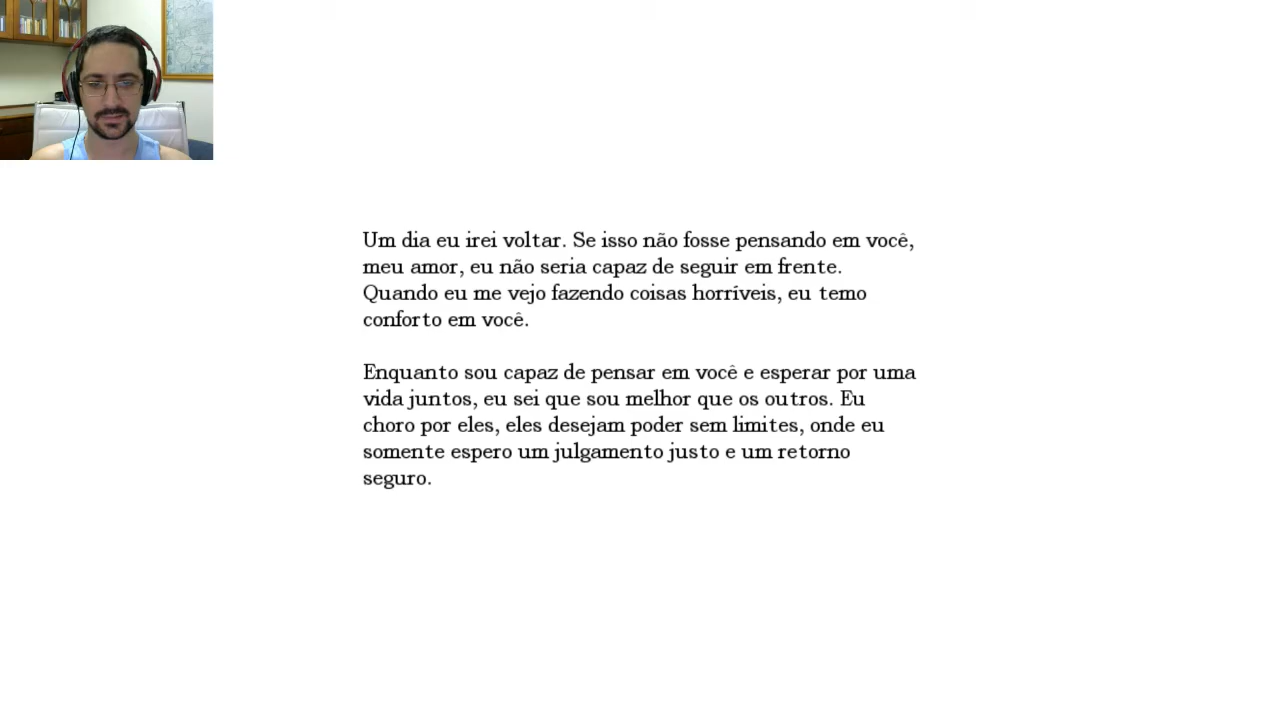 Um dia eu irei voltar. Se isso não fosse pensando em você,
meu amor, eu não seria capaz de seguir em frente.
Quando eu me vejo fazendo coisas horríveis, eu temo
conforto em você.
Enquanto sou capaz de pensar em você e esperar por uma
vida juntos, eu sei que sou melhor que os outros. Eu
choro por eles, eles desejam poder sem limites, onde eu
somente espero um julgamento justo e um retorno
seguro.